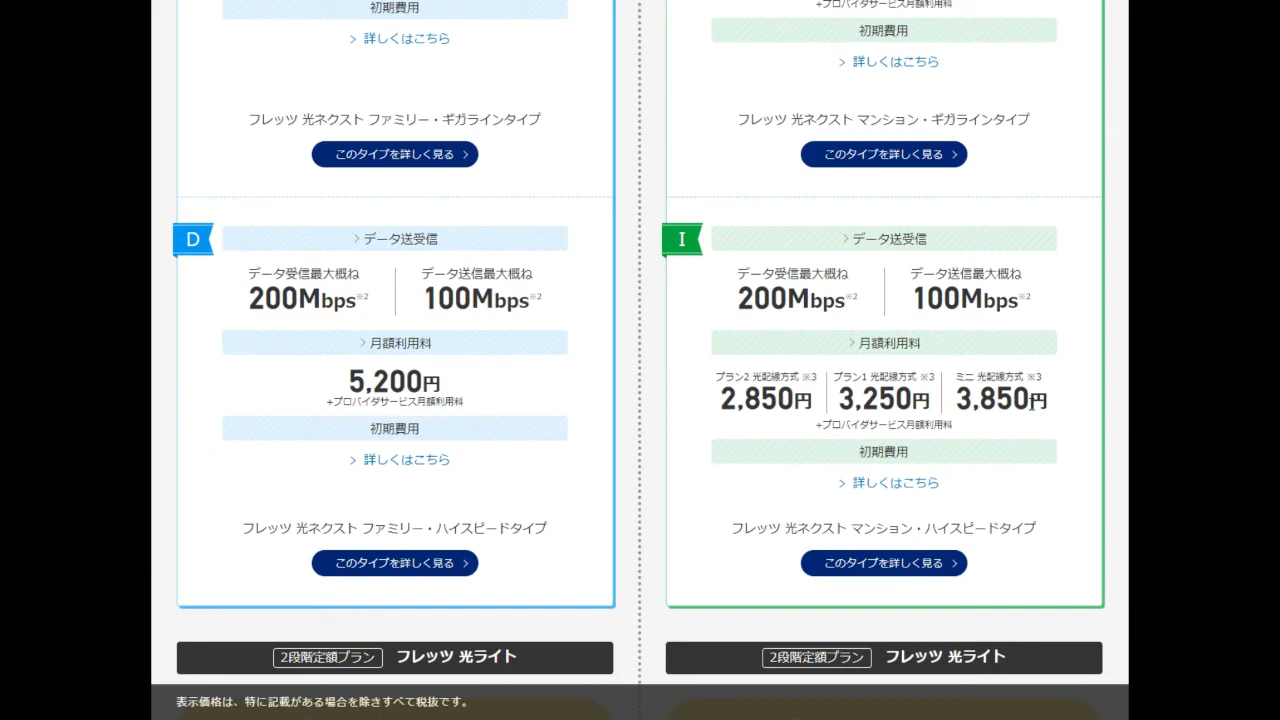 初期費用
> 詳しくはこちら
フレッツ 光ネクスト ファミリー・ギガラインタイプ
このタイプを詳しく見る >
D
> データ送受信
データ受信最大概ね
200Mbps※2
データ送信最大概ね
100Mbps※2
> 月額利用料
5,200円
+プロバイダサービス月額利用料
初期費用
> 詳しくはこちら
フレッツ 光ネクスト ファミリー・ハイスピードタイプ
このタイプを詳しく見る >
2段階定額プラン フレッツ 光ライト
+プロバイダサービス月額利用料
初期費用
> 詳しくはこちら
フレッツ 光ネクスト マンション・ギガラインタイプ
このタイプを詳しく見る >
I
> データ送受信
データ受信最大概ね
200Mbps※2
データ送信最大概ね
100Mbps※2
> 月額利用料
プラン2 光配線方式 ※3
2,850円
プラン1 光配線方式 ※3
3,250円
ミニ 光配線方式 ※3
3,850円
+プロバイダサービス月額利用料
初期費用
> 詳しくはこちら
フレッツ 光ネクスト マンション・ハイスピードタイプ
このタイプを詳しく見る >
2段階定額プラン フレッツ 光ライト
表示価格は、特に記載がある場合を除きすべて税抜です。